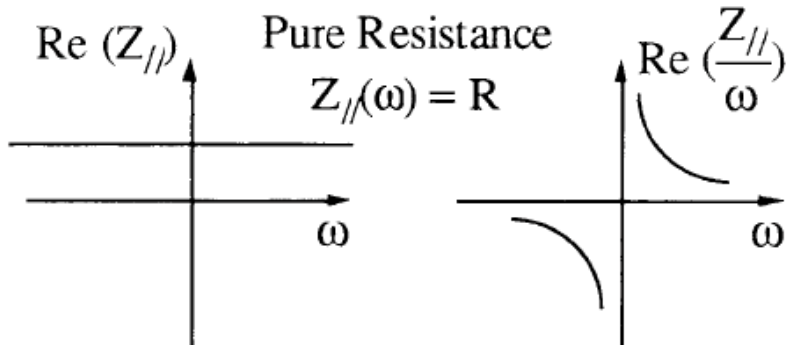 Re (Z//)
Pure Resistance
Z//(ω) = R
Re (Z///ω)
ω
ω